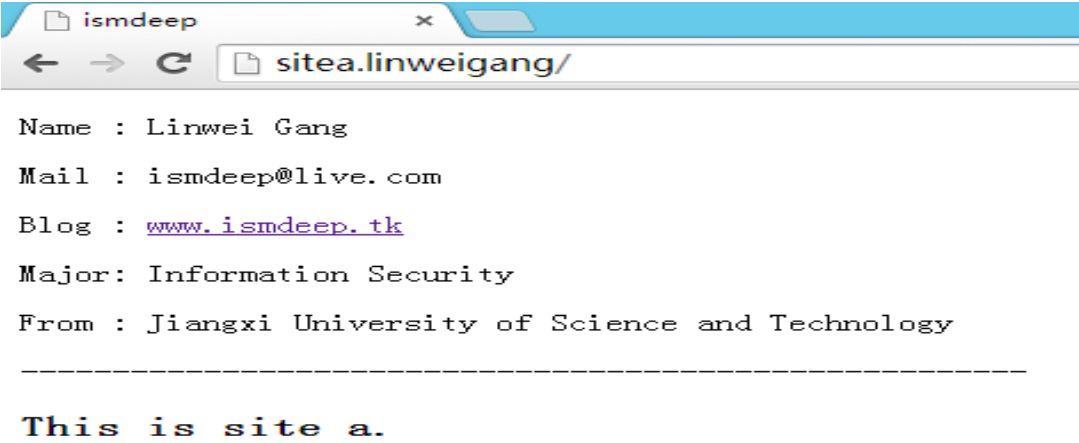 ismdeep
sitea.linweigang/
Name : Linwei Gang
Mail : ismdeep@live.com
Blog : www.ismdeep.tk
Major: Information Security
From : Jiangxi University of Science and Technology
-------------------------------------------------------
This is site a.